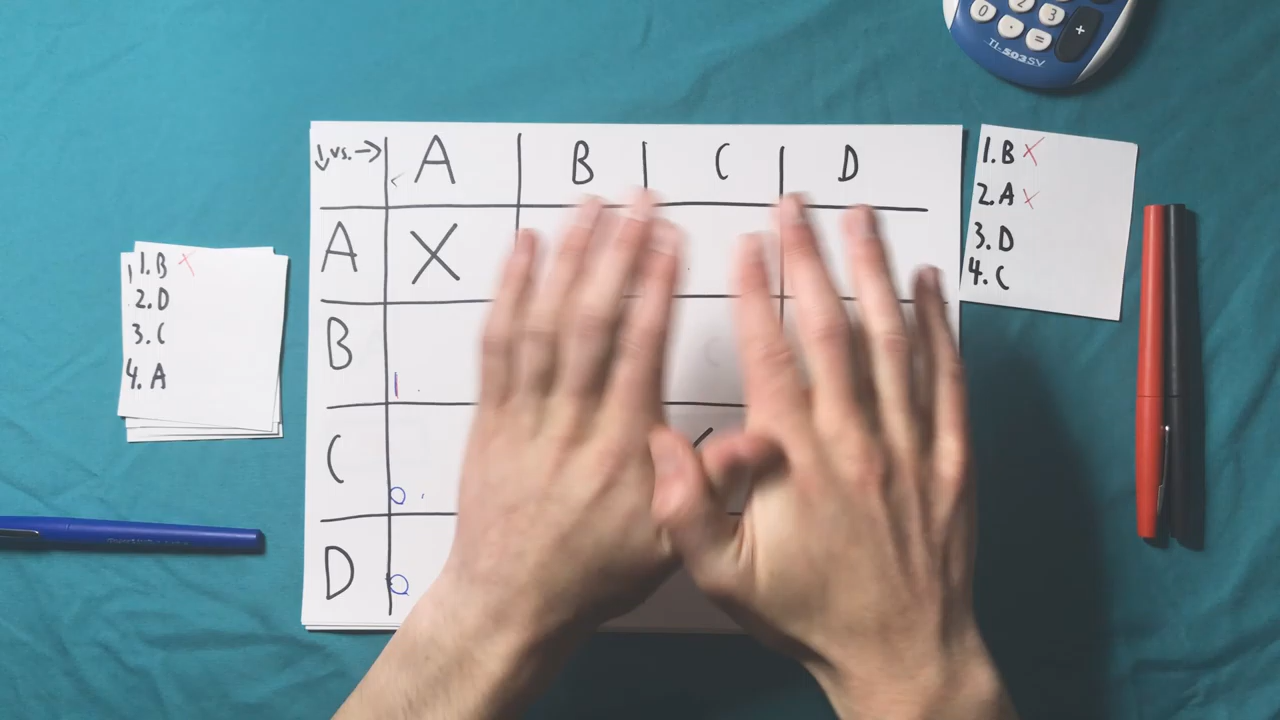 ↓vs.→ A B C D
A X
B
C
D
1.B X
2.D
3.C
4.A
1.B X
2.A X
3.D
4.C
0 2 3
. = +
TI-503SV